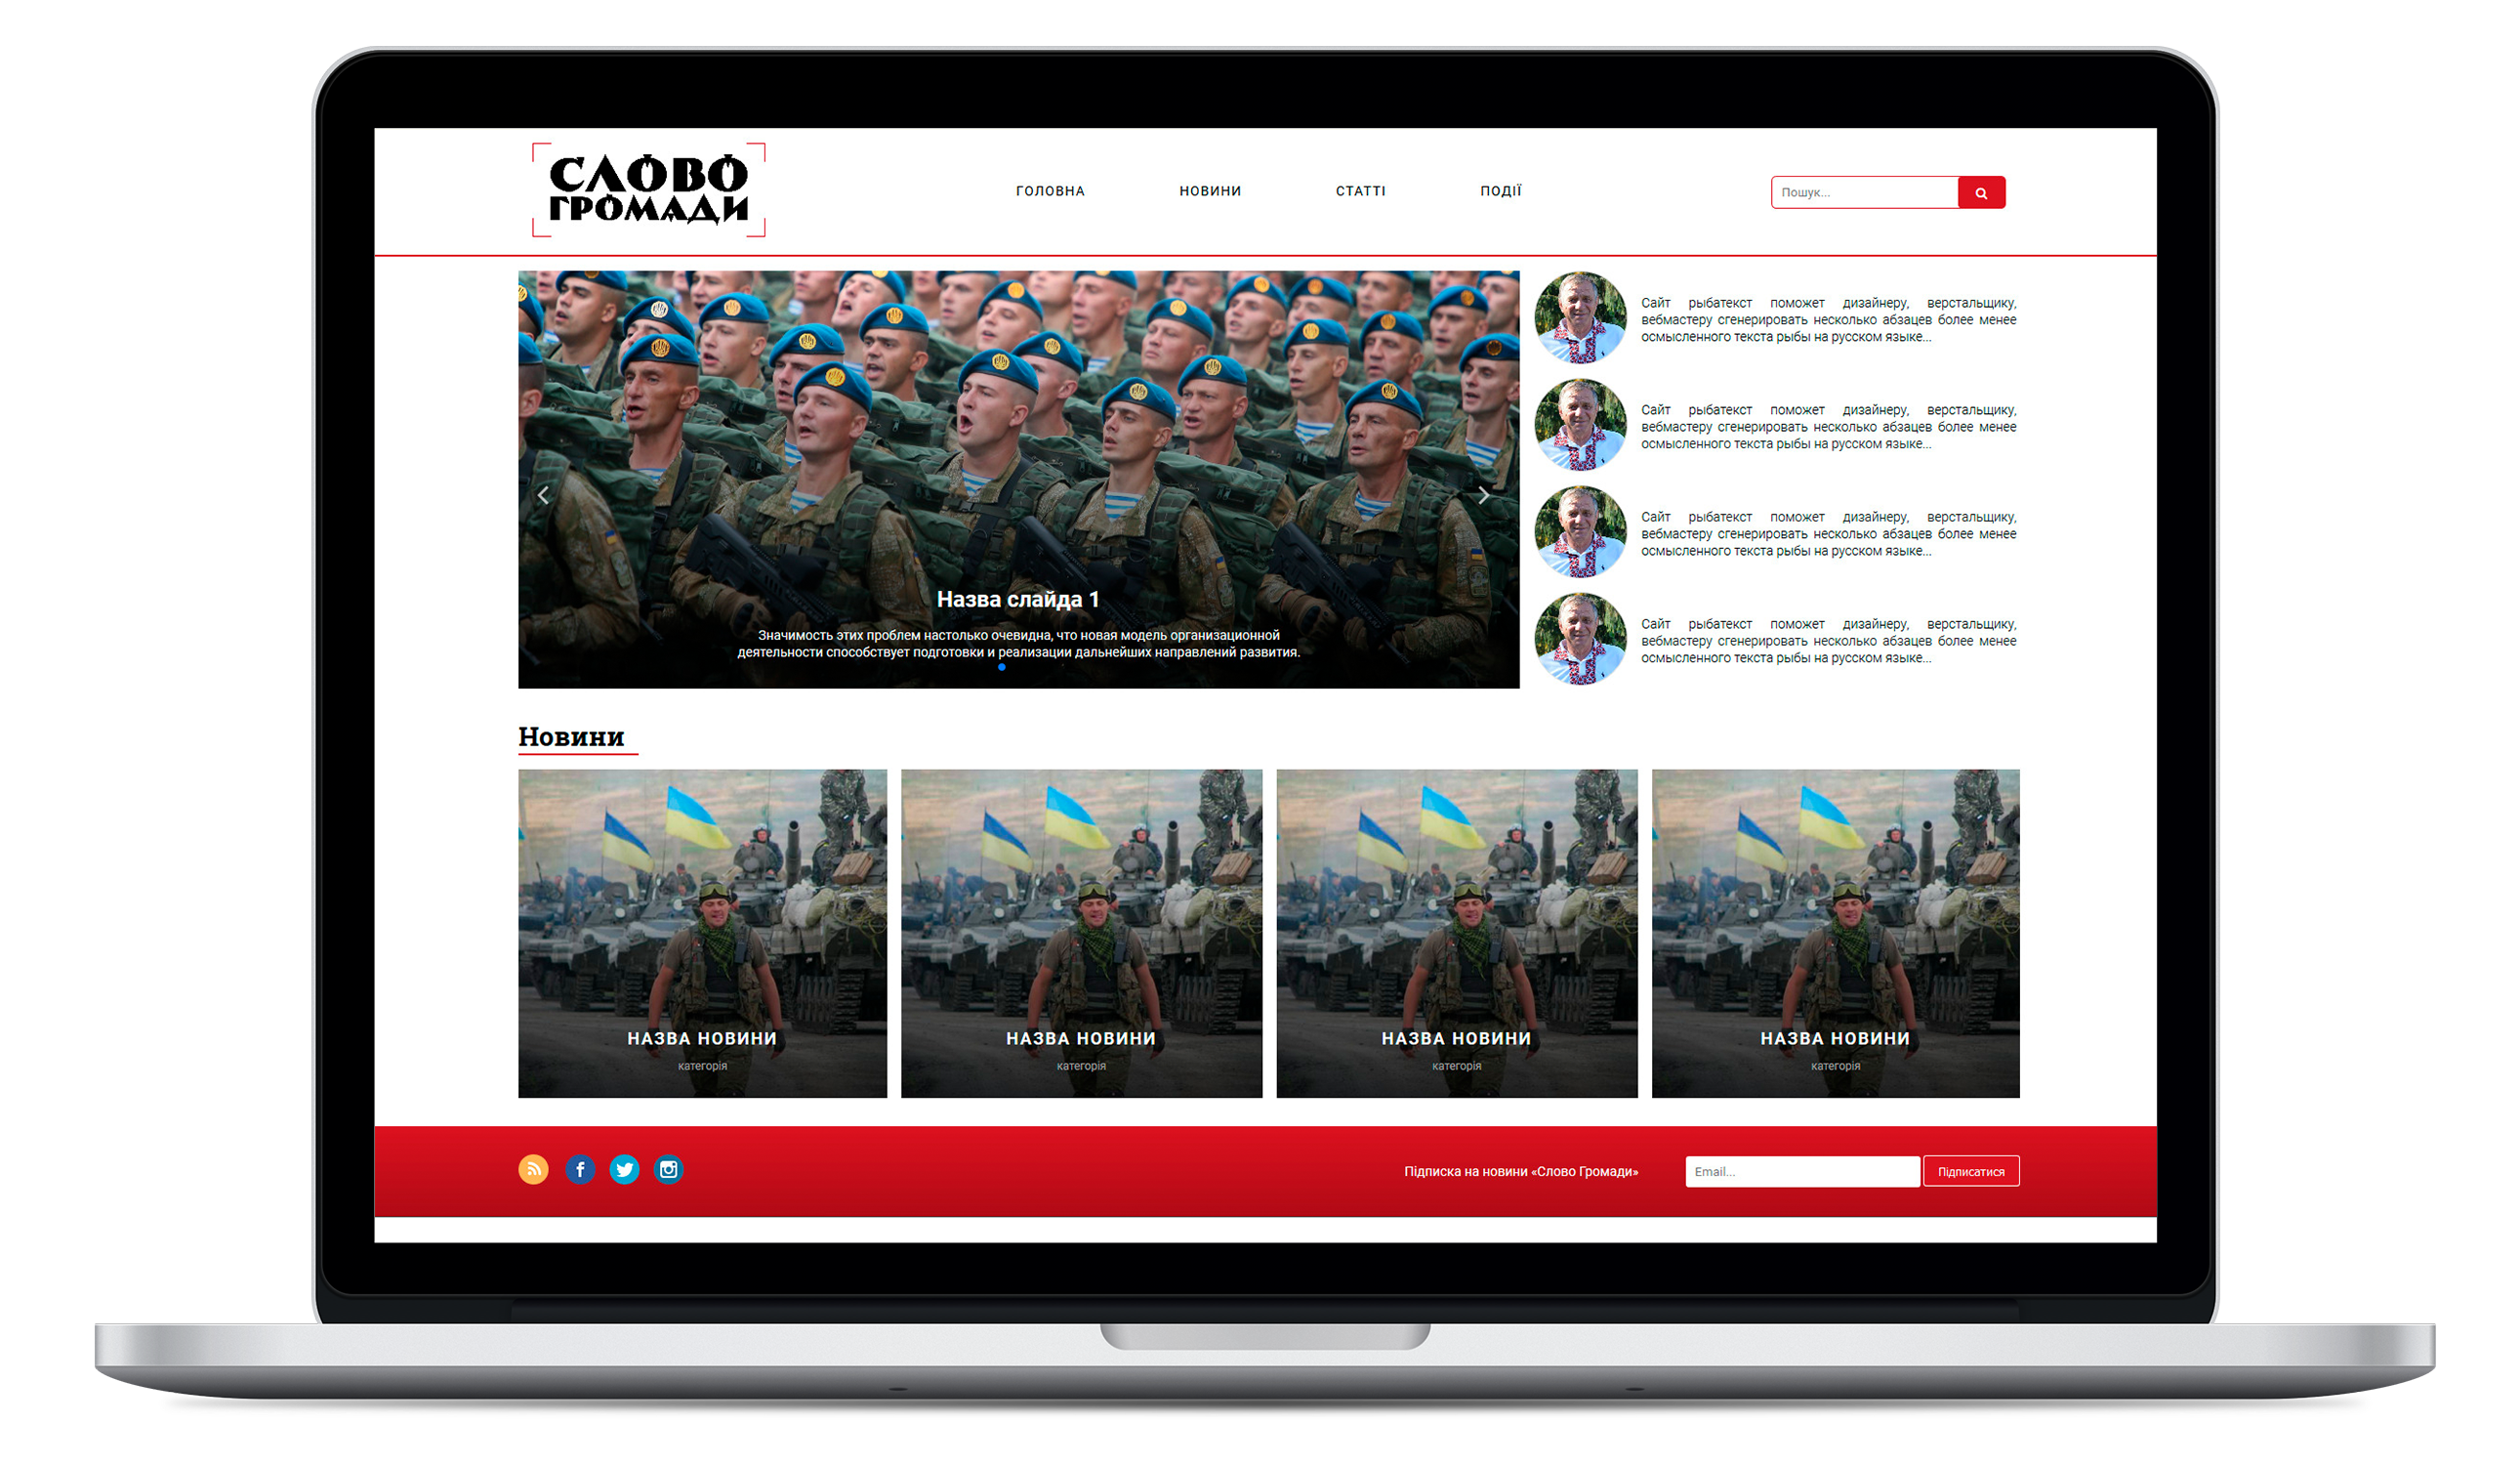 СЛОВО
ГРОМАДИ
ГОЛОВНА
НОВИНИ
СТАТТІ
ПОДІЇ
Пошук...
Назва слайда 1
Значимость этих проблем настолько очевидна, что новая модель организационной
деятельности способствует подготовки и реализации дальнейших направлений развития.
Сайт рыбатекст поможет дизайнеру, верстальщику,
вебмастеру сгенерировать несколько абзацев более менее
осмысленного текста рыбы на русском языке...
Сайт рыбатекст поможет дизайнеру, верстальщику,
вебмастеру сгенерировать несколько абзацев более менее
осмысленного текста рыбы на русском языке...
Сайт рыбатекст поможет дизайнеру, верстальщику,
вебмастеру сгенерировать несколько абзацев более менее
осмысленного текста рыбы на русском языке...
Сайт рыбатекст поможет дизайнеру, верстальщику,
вебмастеру сгенерировать несколько абзацев более менее
осмысленного текста рыбы на русском языке...
Новини
НАЗВА НОВИНИ
категорія
НАЗВА НОВИНИ
категорія
НАЗВА НОВИНИ
категорія
НАЗВА НОВИНИ
категорія
Підписка на новини «Слово Громади»
Email...
Підписатися